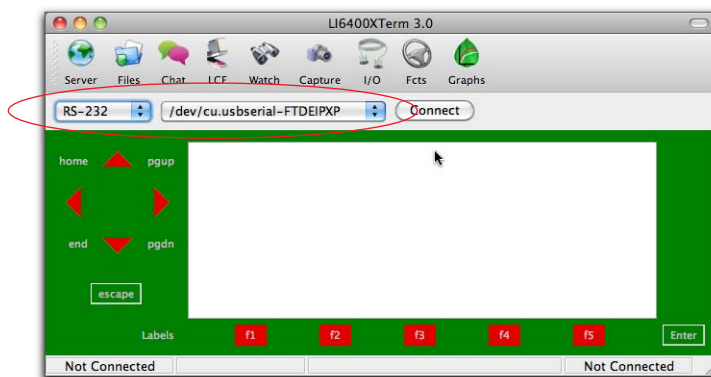 LI6400XTerm 3.0
Server Files Chat LCF Watch Capture I/O Fcts Graphs
RS-232 /dev/cu.usbserial-FTDEIPXP Connect
home pgup
end pgdn
escape
Labels f1 f2 f3 f4 f5 Enter
Not Connected Not Connected